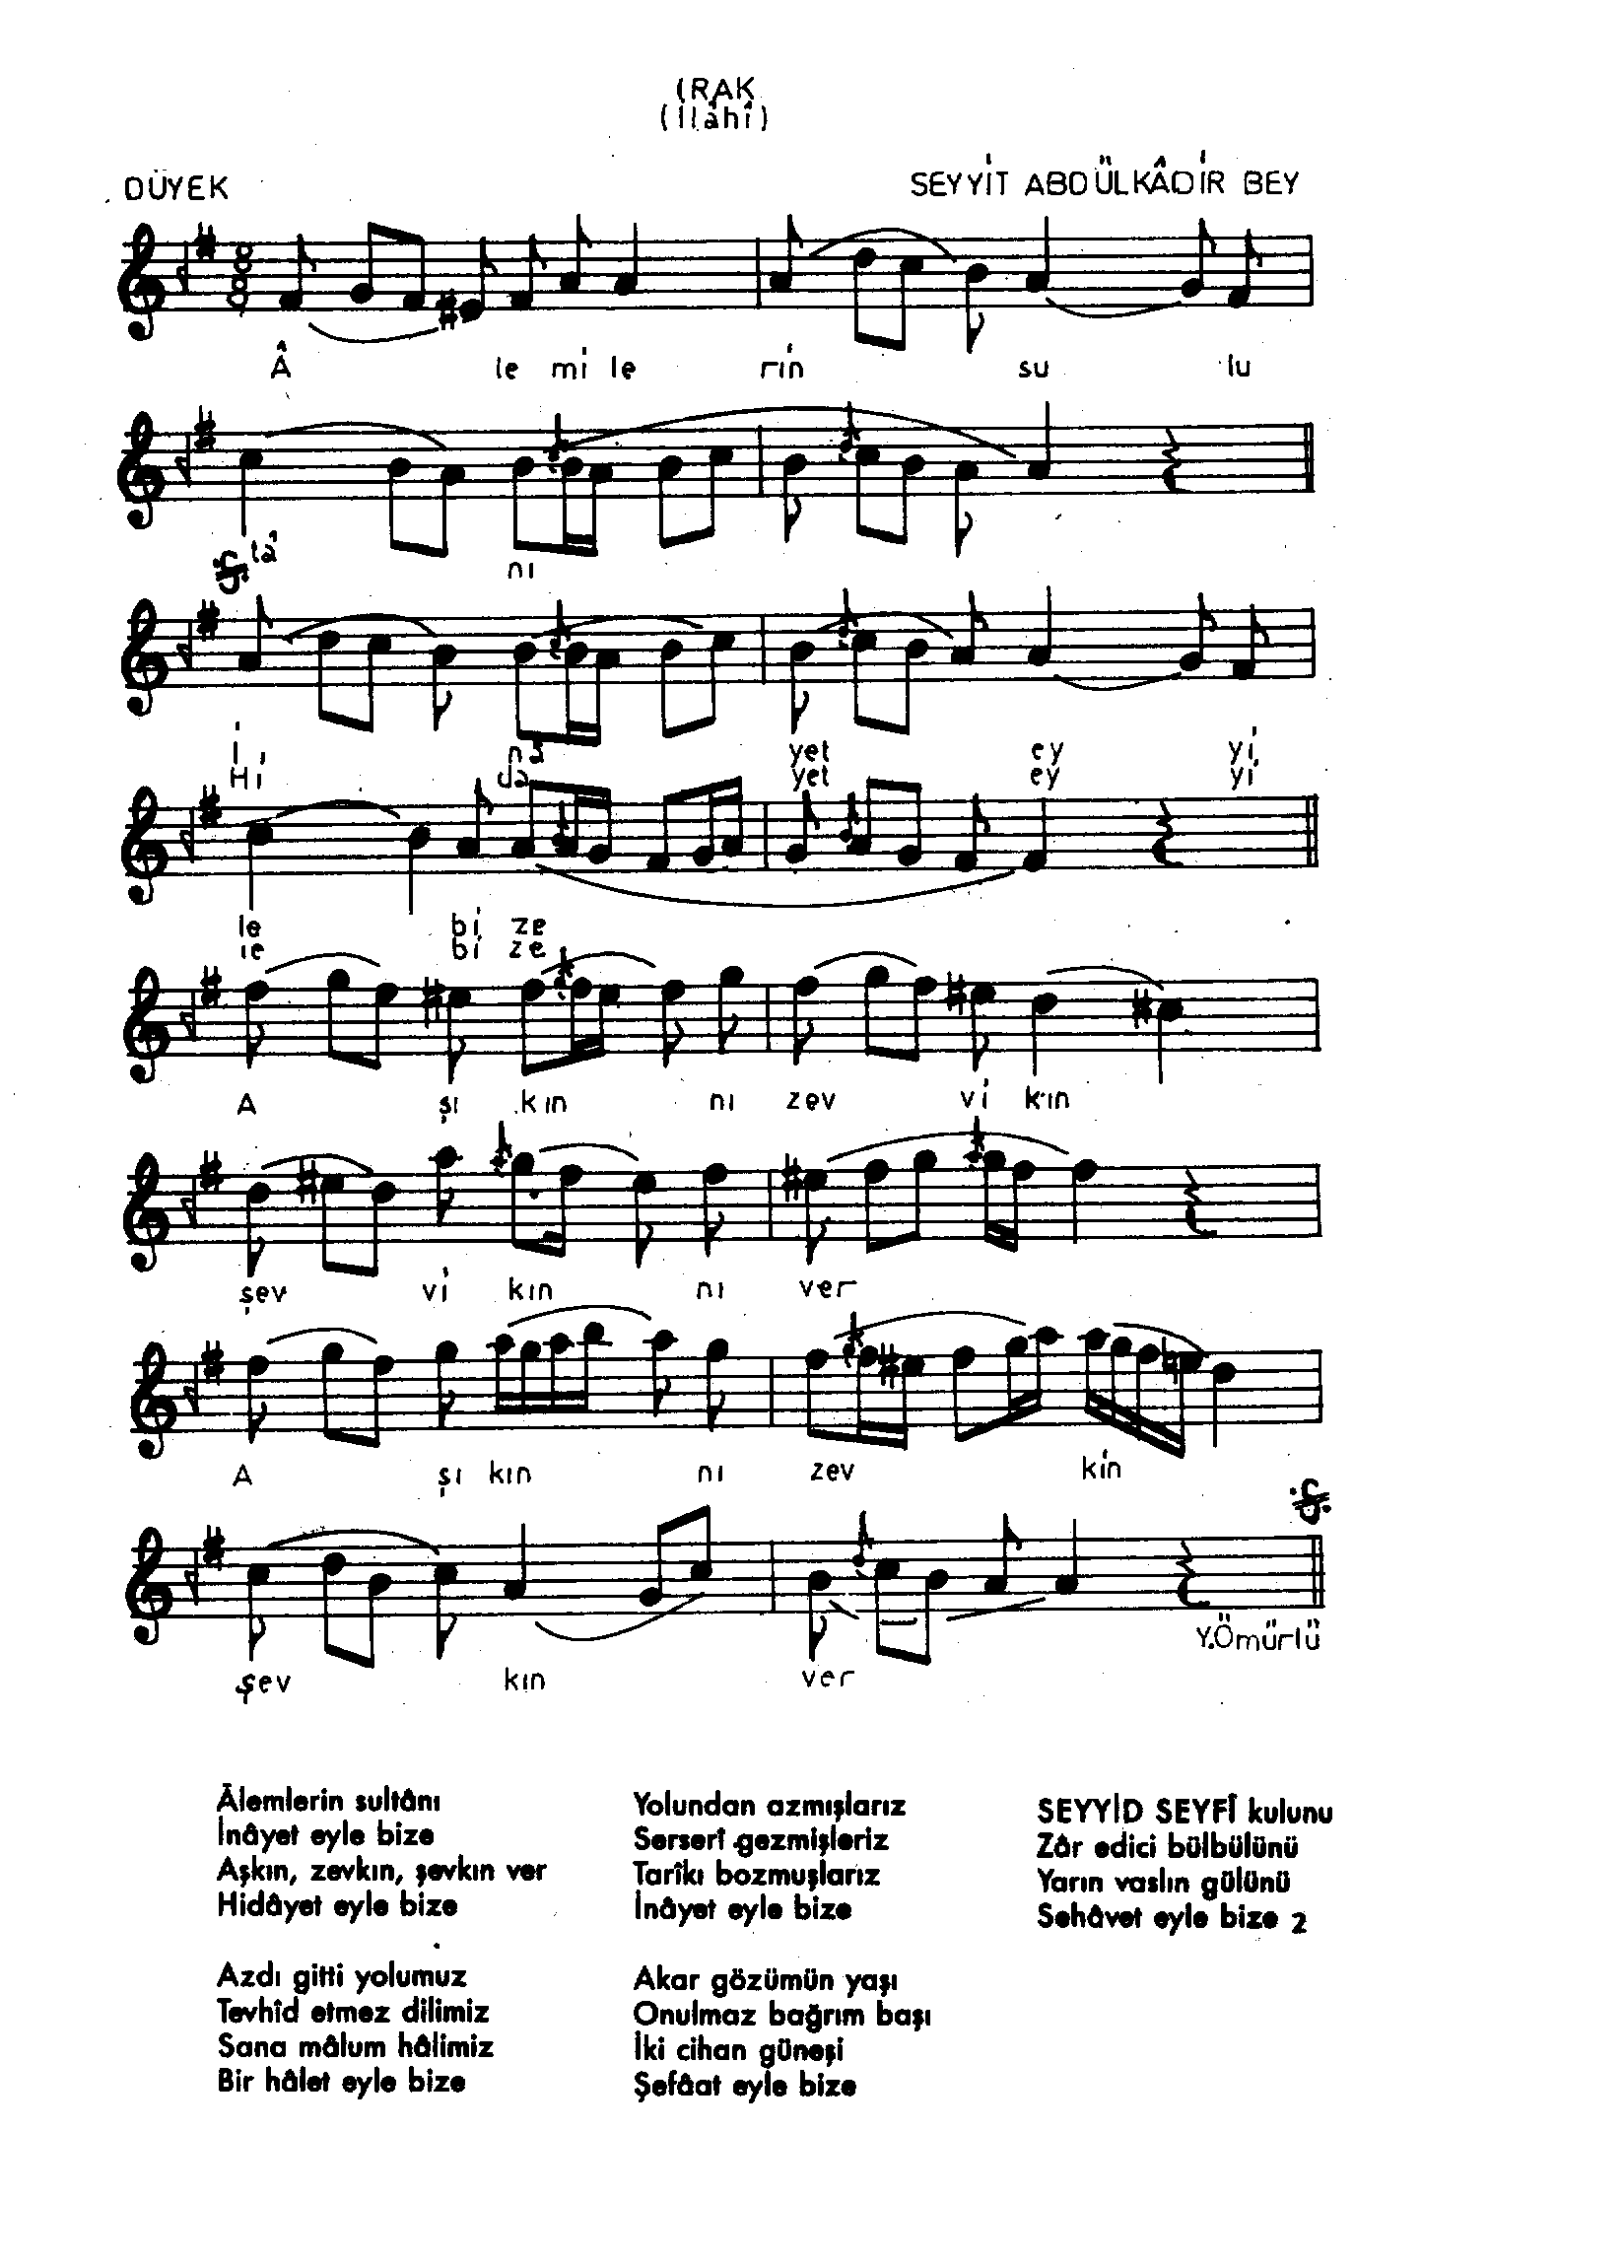 IRAK
(İlâhî)
DÜYEK
SEYYİT ABDÜLKÂDİR BEY
8
8
 le mi le rin su lu
tâ nı
İ nâ yet ey yi
Hi dâ yet ey yi
le bi ze
le bi ze
A şı kın nı zev vi kın
şev vi kın nı ver
A şı kın nı zev kin
şev kın ver
Y.Ömürlü
Ālemlerin sultânı
İnâyet eyle bize
Aşkın, zevkın, şevkın ver
Hidâyet eyle bize
Azdı gitti yolumuz
Tevhîd etmez dilimiz
Sana mâlum hâlimiz
Bir hâlet eyle bize
Yolundan azmışlarız
Serserî gezmişleriz
Tarîkı bozmuşlarız
İnâyet eyle bize
Akar gözümün yaşı
Onulmaz bağrım başı
İki cihan güneşi
Şefâat eyle bize
SEYYİD SEYFÎ kulunu
Zâr edici bülbülünü
Yarın vaslın gülünü
Sehâvet eyle bize 2